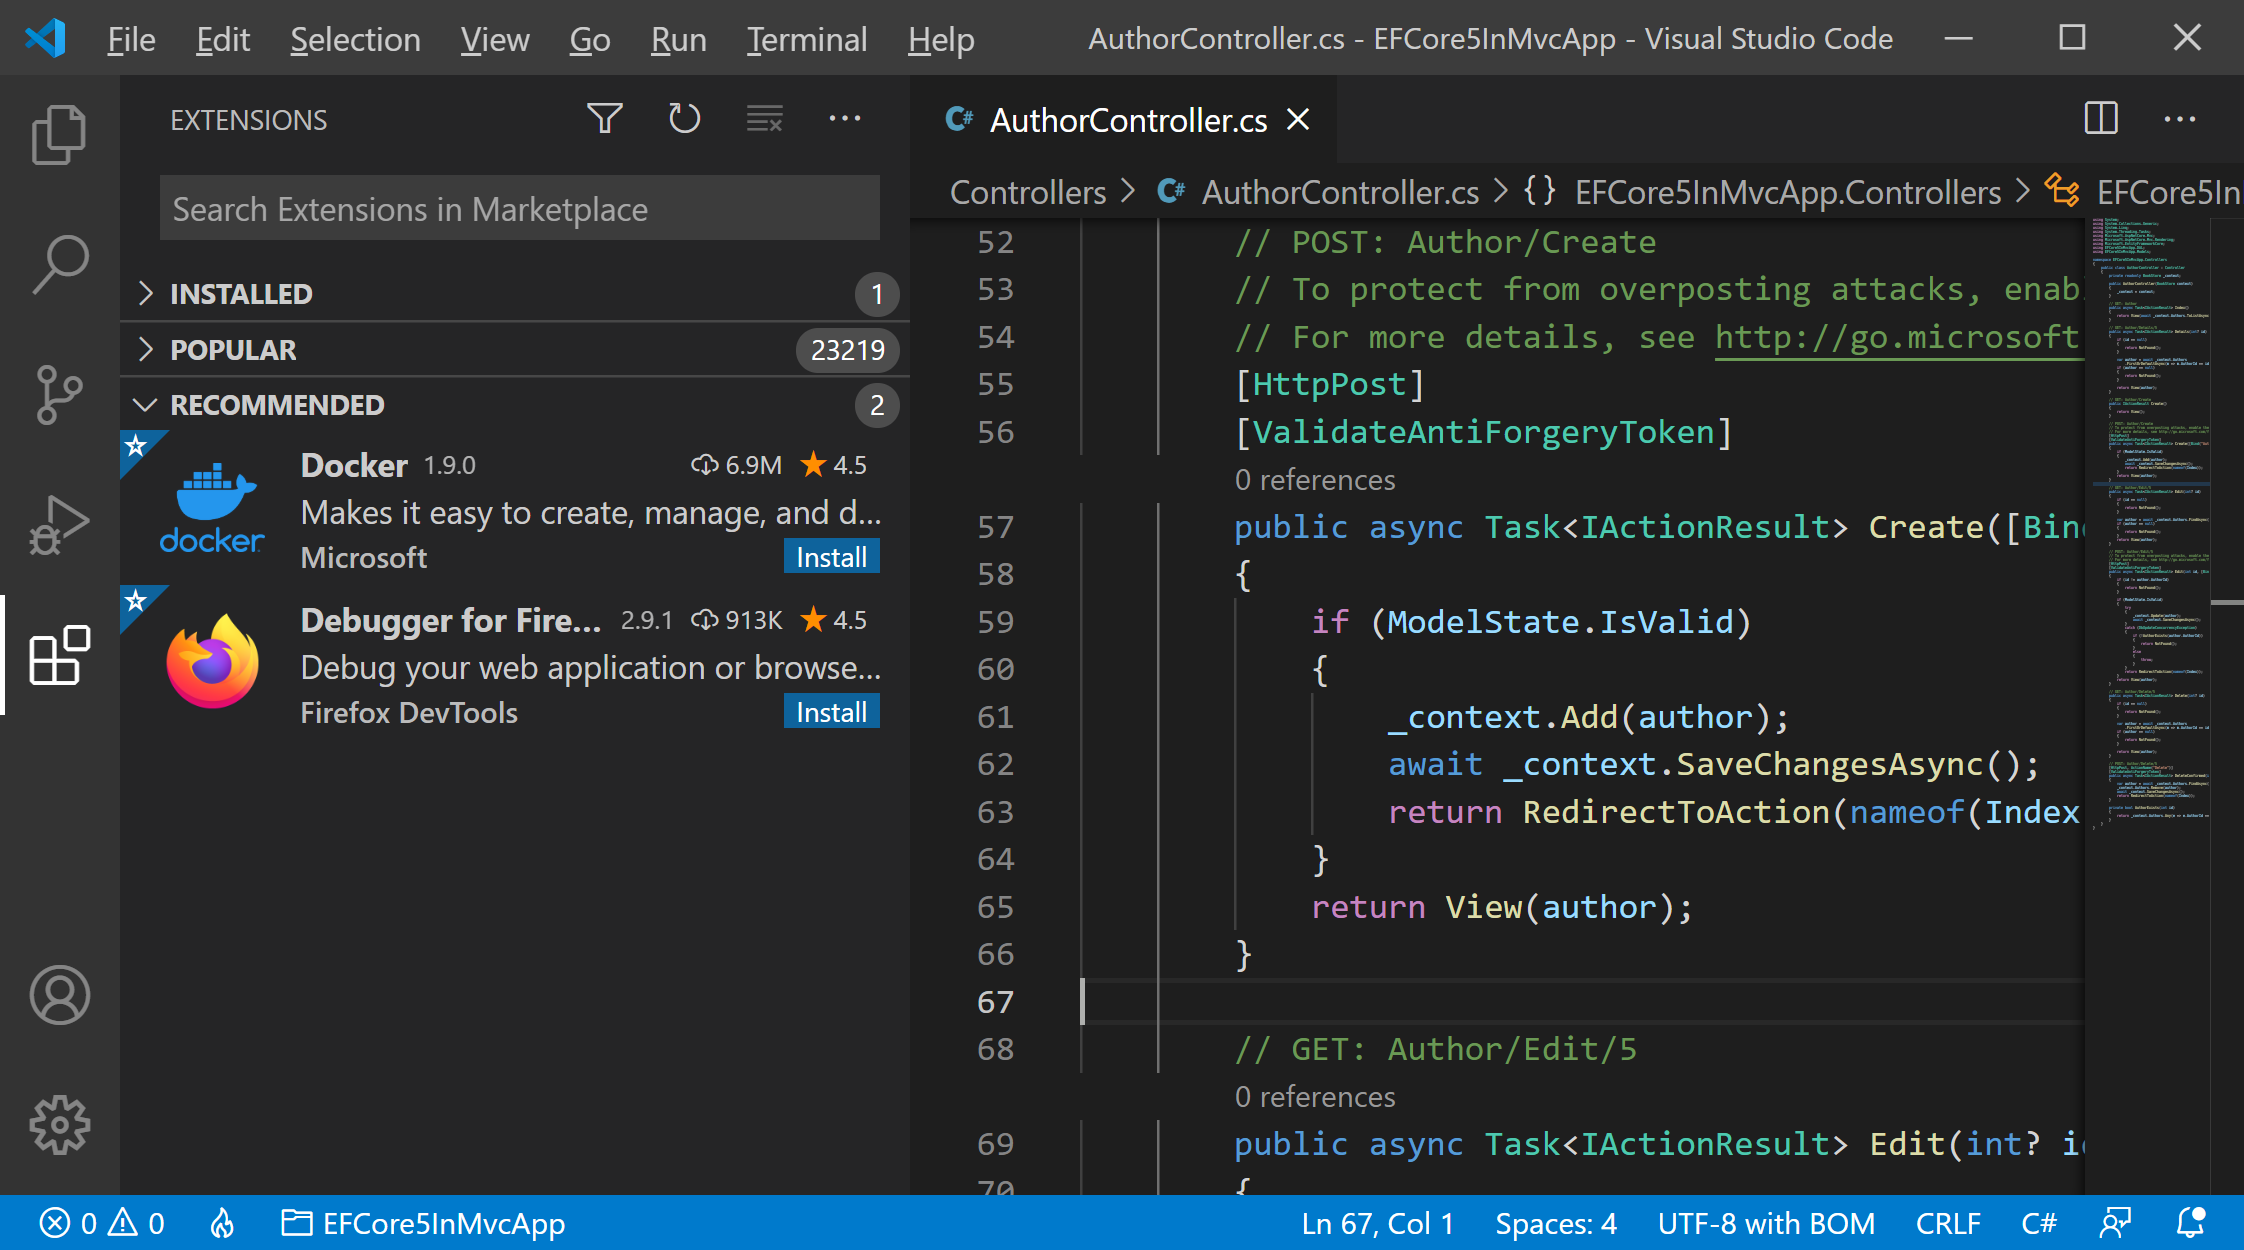 File Edit Selection View Go Run Terminal Help AuthorController.cs - EFCore5InMvcApp - Visual Studio Code
EXTENSIONS
Search Extensions in Marketplace
INSTALLED 1
POPULAR 23219
RECOMMENDED 2
docker
Docker 1.9.0 6.9M 4.5
Makes it easy to create, manage, and d...
Microsoft Install
Debugger for Fire... 2.9.1 913K 4.5
Debug your web application or browse...
Firefox DevTools Install
C# AuthorController.cs
Controllers > C# AuthorController.cs > {} EFCore5InMvcApp.Controllers > EFCore5In
52 // POST: Author/Create
53 // To protect from overposting attacks, enab
54 // For more details, see http://go.microsoft
55 [HttpPost]
56 [ValidateAntiForgeryToken]
0 references
57 public async Task<IActionResult> Create([Bin
58 {
59 if (ModelState.IsValid)
60 {
61 _context.Add(author);
62 await _context.SaveChangesAsync();
63 return RedirectToAction(nameof(Index
64 }
65 return View(author);
66 }
67
68 // GET: Author/Edit/5
0 references
69 public async Task<IActionResult> Edit(int? i
70 {
0 0 EFCore5InMvcApp Ln 67, Col 1 Spaces: 4 UTF-8 with BOM CRLF C#